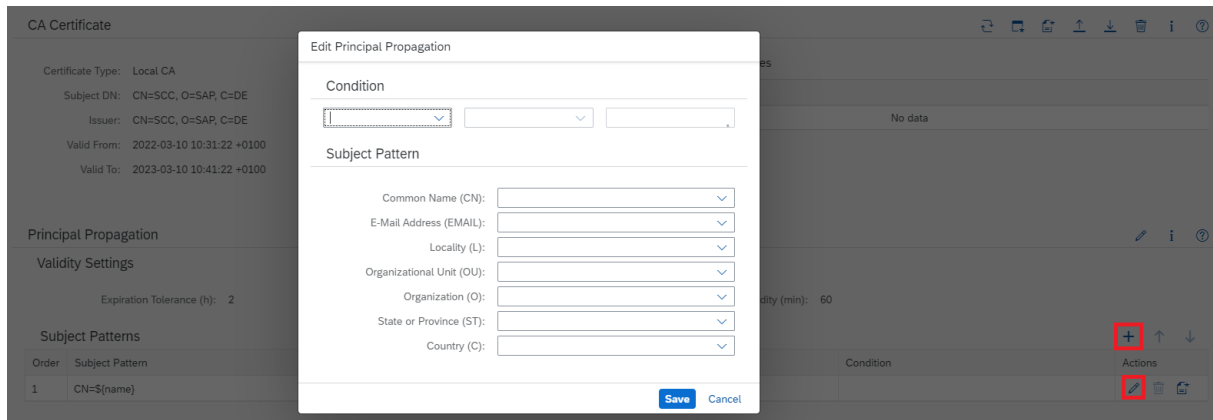 CA Certificate
Certificate Type: Local CA
Subject DN: CN=SCC, O=SAP, C=DE
Issuer: CN=SCC, O=SAP, C=DE
Valid From: 2022-03-10 10:31:22 +0100
Valid To: 2023-03-10 10:41:22 +0100
es
No data
Edit Principal Propagation
Condition
Subject Pattern
Common Name (CN):
E-Mail Address (EMAIL):
Locality (L):
Organizational Unit (OU):
Organization (O):
State or Province (ST):
Country (C):
Save Cancel
Principal Propagation
Validity Settings
Expiration Tolerance (h): 2
dity (min): 60
Subject Patterns
Order Subject Pattern Condition Actions
1 CN=${name}